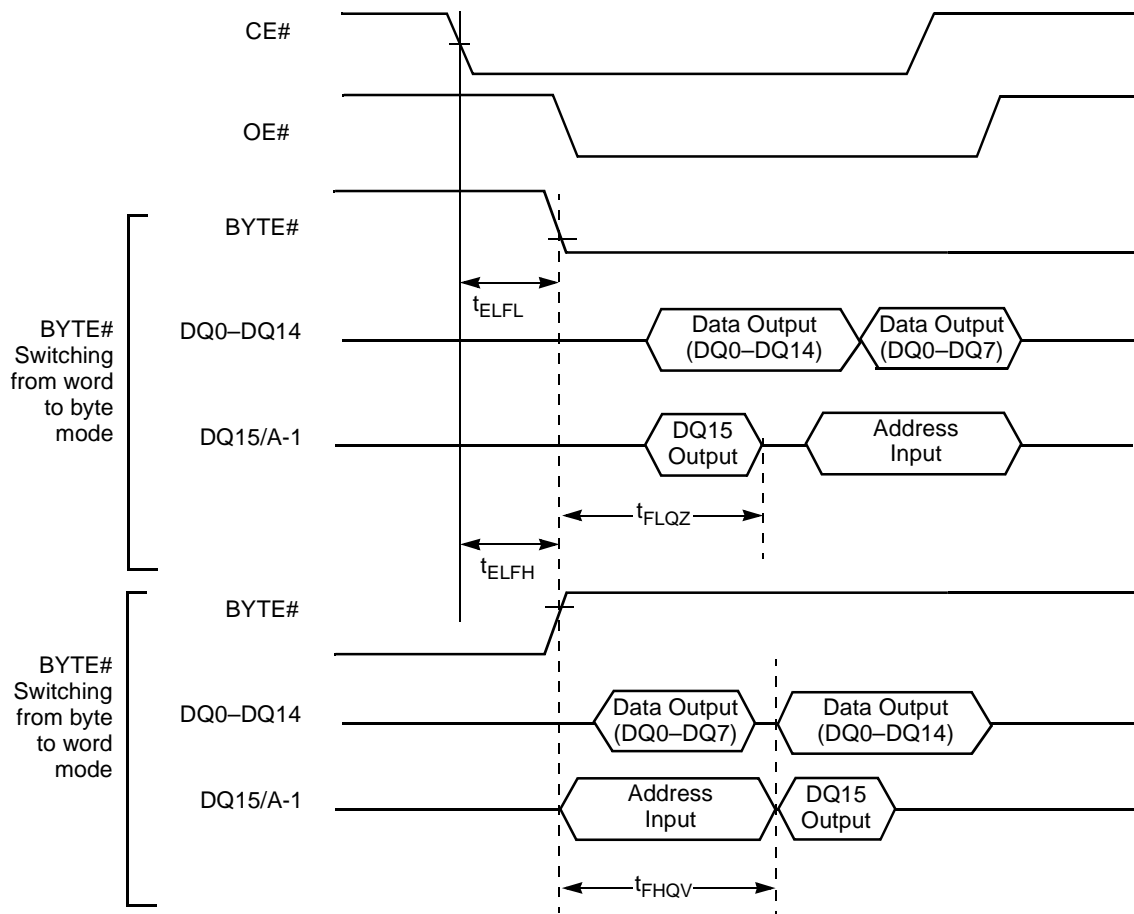 CE#
OE#
BYTE#
tELFL
BYTE#
Switching
from word
to byte
mode
DQ0–DQ14
Data Output
(DQ0–DQ14)
Data Output
(DQ0–DQ7)
DQ15/A-1
DQ15
Output
Address
Input
tFLQZ
tELFH
BYTE#
BYTE#
Switching
from byte
to word
mode
DQ0–DQ14
Data Output
(DQ0–DQ7)
Data Output
(DQ0–DQ14)
DQ15/A-1
Address
Input
DQ15
Output
tFHQV